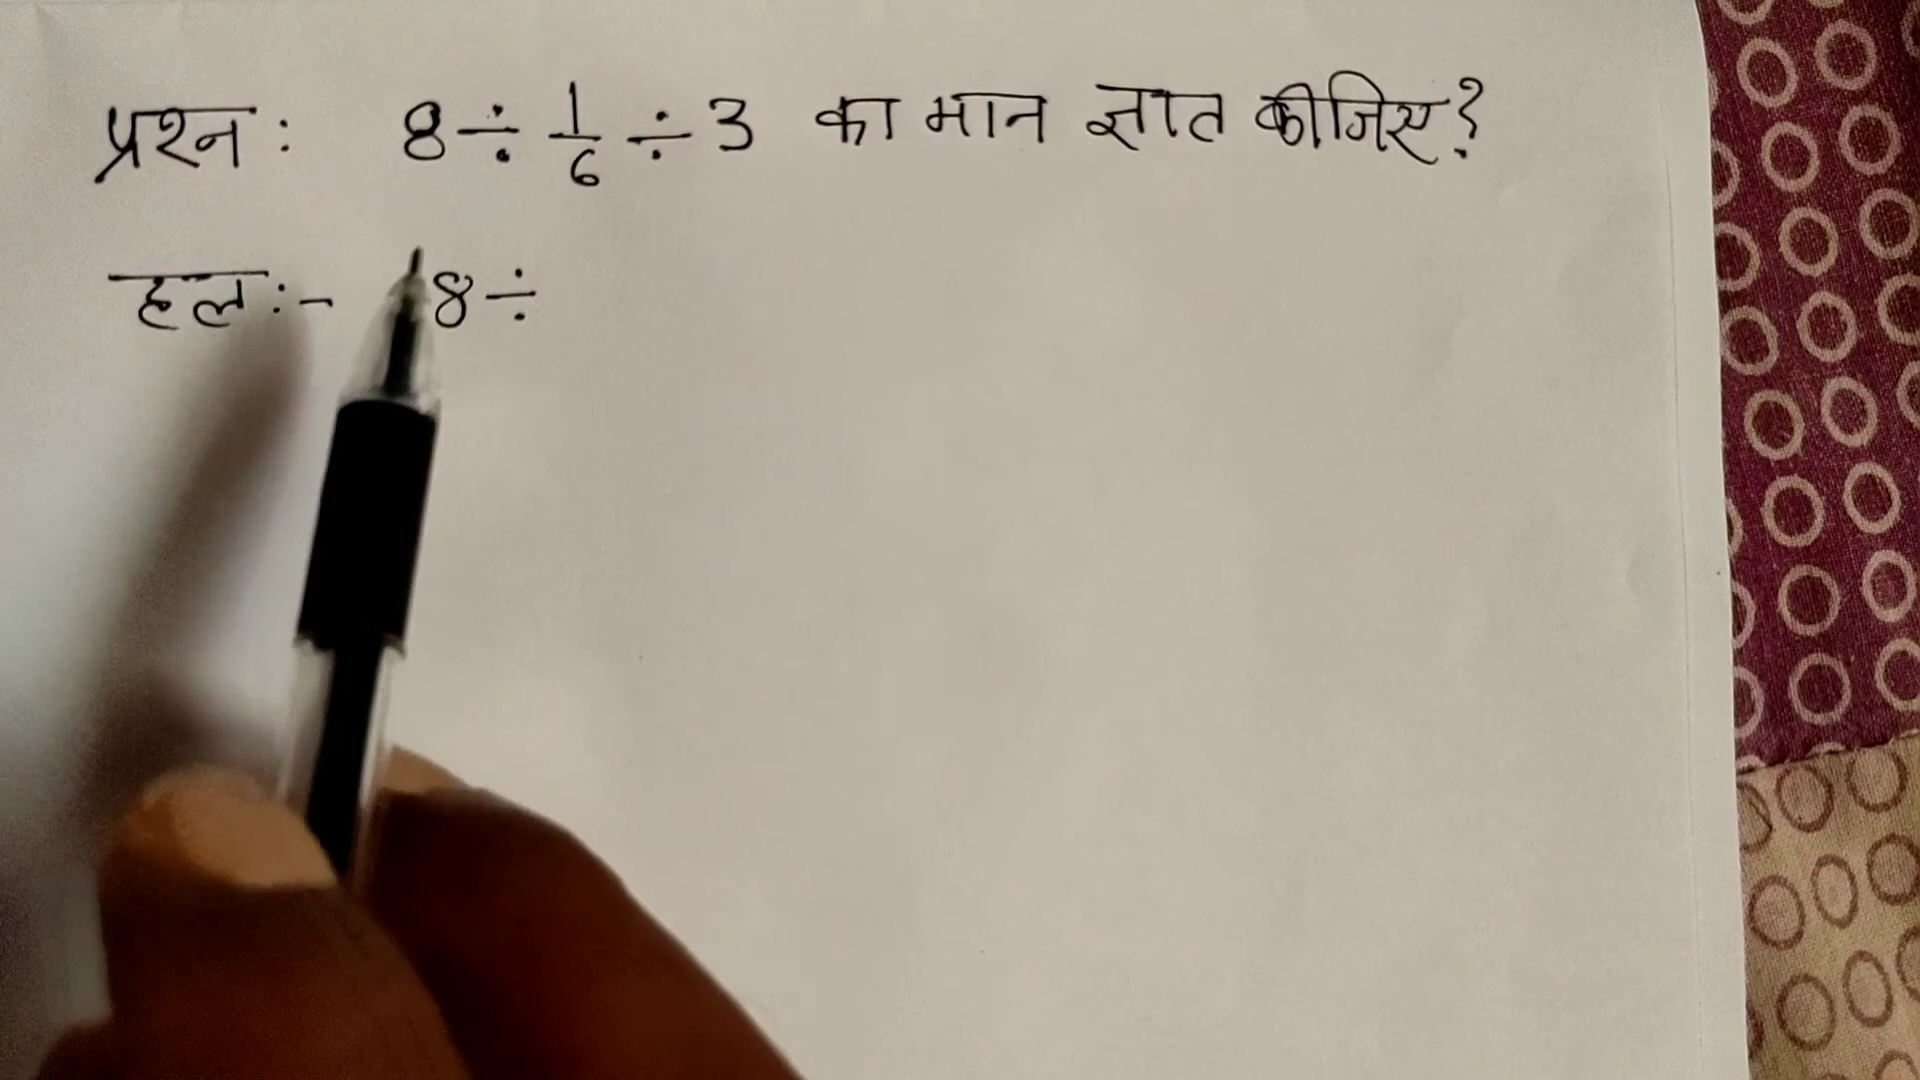 प्रश्न: 8 ÷ 1/6 ÷ 3 का मान ज्ञात कीजिए?
हल:- 8 ÷